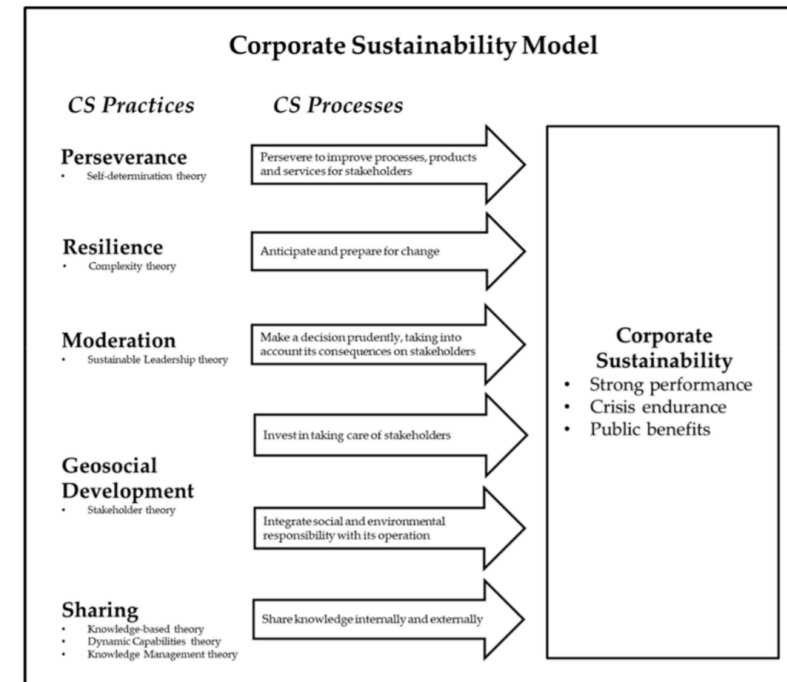 Corporate Sustainability Model
CS Practices
CS Processes
Perseverance
• Self-determination theory
Persevere to improve processes, products
and services for stakeholders
Resilience
• Complexity theory
Anticipate and prepare for change
Moderation
• Sustainable Leadership theory
Make a decision prudently, taking into
account its consequences on stakeholders
Geosocial
Development
• Stakeholder theory
Invest in taking care of stakeholders
Integrate social and environmental
responsibility with its operation
Sharing
• Knowledge-based theory
• Dynamic Capabilities theory
• Knowledge Management theory
Share knowledge internally and externally
Corporate
Sustainability
• Strong performance
• Crisis endurance
• Public benefits